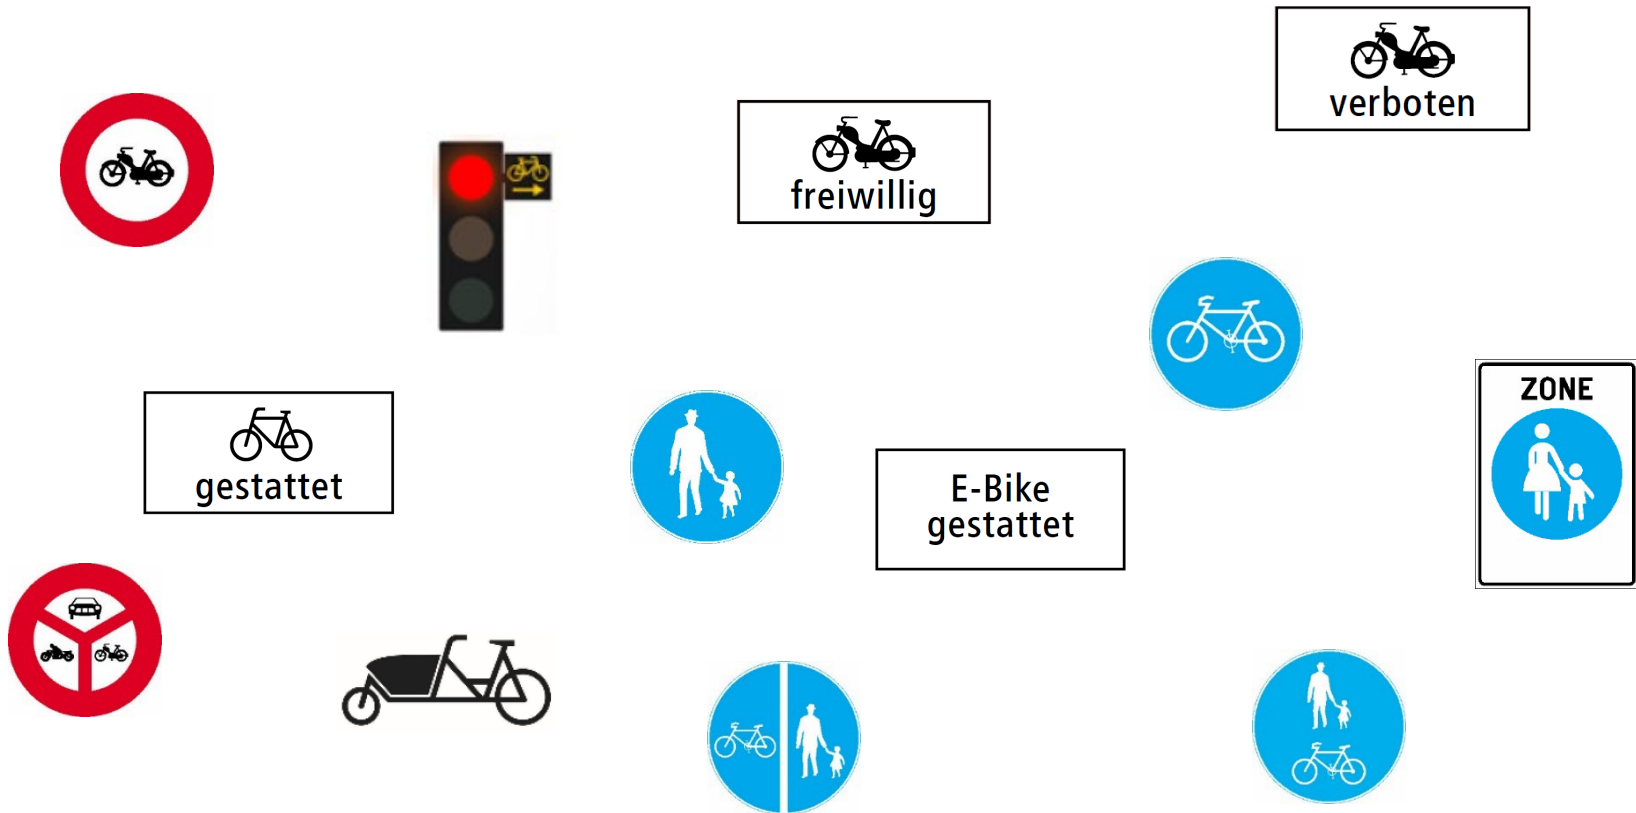 verboten
freiwillig
ZONE
gestattet
E-Bike
gestattet